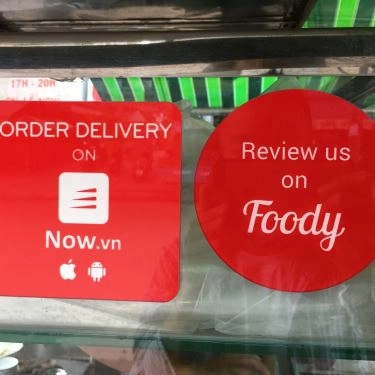 17H - 20H
ORDER DELIVERY
ON
Now.vn
Review us
on
Foody